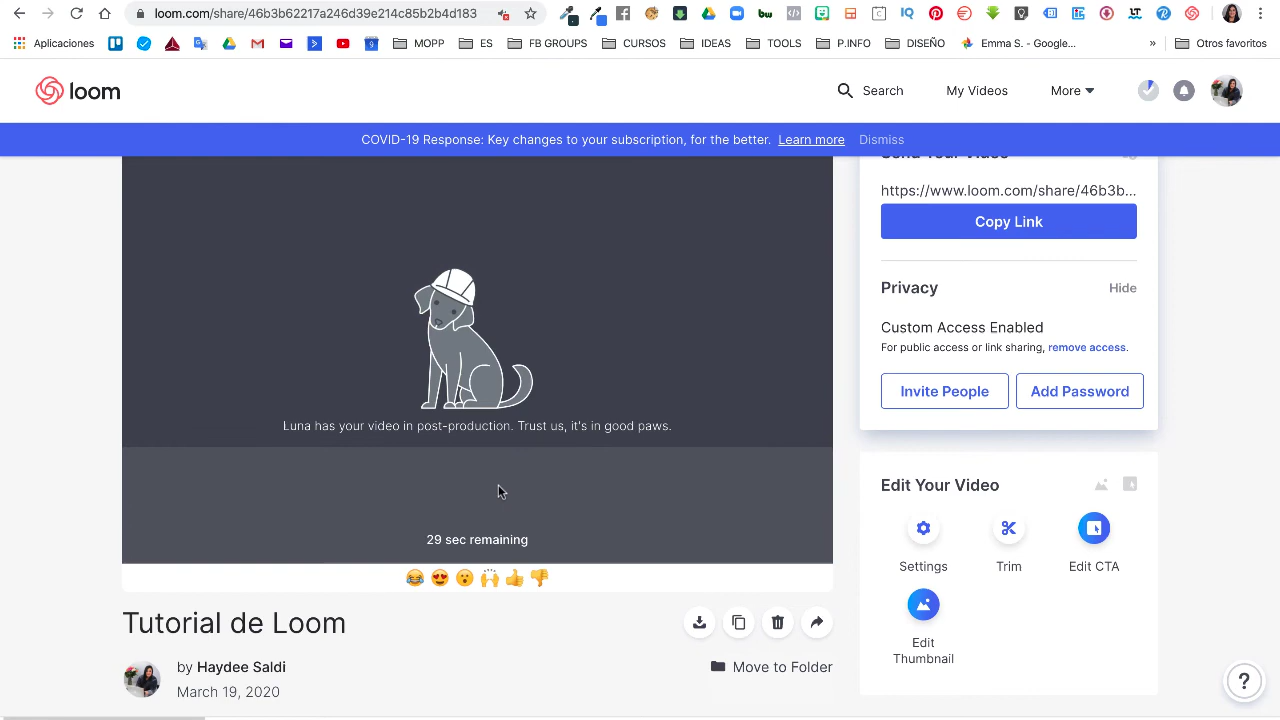 loom.com/share/46b3b62217a246d39e214c85b2b4d183
Aplicaciones MOPP ES FB GROUPS CURSOS IDEAS TOOLS P.INFO DISEÑO Emma S. - Google... » Otros favoritos
loom Search My Videos More
COVID-19 Response: Key changes to your subscription, for the better. Learn more Dismiss
https://www.loom.com/share/46b3b...
Copy Link
Privacy Hide
Custom Access Enabled
For public access or link sharing, remove access.
Invite People Add Password
Luna has your video in post-production. Trust us, it's in good paws.
29 sec remaining
Edit Your Video
Settings Trim Edit CTA
Edit
Thumbnail
Tutorial de Loom
by Haydee Saldi
Move to Folder
March 19, 2020
?